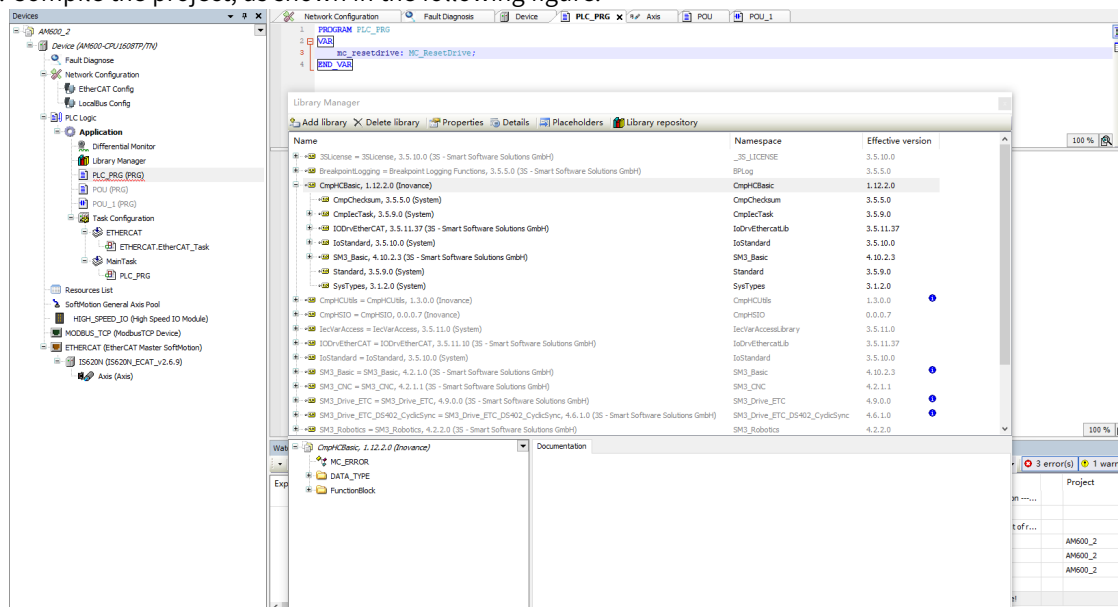 Compile the project, as shown in the following figure.
Devices
AM600_2
Device (AM600-CPU1608TP/TN)
Fault Diagnose
Network Configuration
EtherCAT Config
LocalBus Config
PLC Logic
Application
Differential Monitor
Library Manager
PLC_PRG (PRG)
POU (PRG)
POU_1 (PRG)
Task Configuration
ETHERCAT
ETHERCAT.EtherCAT_Task
MainTask
PLC_PRG
Resources List
SoftMotion General Axis Pool
HIGH_SPEED_IO (High Speed IO Module)
MODBUS_TCP (ModbusTCP Device)
ETHERCAT (EtherCAT Master SoftMotion)
IS620N (IS620N_ECAT_v2.6.9)
Axis (Axis)
Network Configuration Fault Diagnosis Device PLC_PRG X Axis POU POU_1
1 PROGRAM PLC_PRG
2 VAR
3 mc_resetdrive: MC_ResetDrive;
4 END_VAR
100 %
Library Manager
Add library Delete library Properties Details Placeholders Library repository
Name Namespace Effective version
3SLicense = 3SLicense, 3.5.10.0 (3S - Smart Software Solutions GmbH) _3S_LICENSE 3.5.10.0
BreakpointLogging = Breakpoint Logging Functions, 3.5.5.0 (3S - Smart Software Solutions GmbH) BPLog 3.5.5.0
CmpHCBasic, 1.12.2.0 (Inovance) CmpHCBasic 1.12.2.0
CmpChecksum, 3.5.5.0 (System) CmpChecksum 3.5.5.0
CmpIecTask, 3.5.9.0 (System) CmpIecTask 3.5.9.0
IODrvEtherCAT, 3.5.11.37 (3S - Smart Software Solutions GmbH) IoDrvEthercatLib 3.5.11.37
IoStandard, 3.5.10.0 (System) IoStandard 3.5.10.0
SM3_Basic, 4.10.2.3 (3S - Smart Software Solutions GmbH) SM3_Basic 4.10.2.3
Standard, 3.5.9.0 (System) Standard 3.5.9.0
SysTypes, 3.1.2.0 (System) SysTypes 3.1.2.0
CmpHCUtils = CmpHCUtils, 1.3.0.0 (Inovance) CmpHCUtils 1.3.0.0
CmpHSIO = CmpHSIO, 0.0.0.7 (Inovance) CmpHSIO 0.0.0.7
IecVarAccess = IecVarAccess, 3.5.11.0 (System) IecVarAccessLibrary 3.5.11.0
IODrvEtherCAT = IODrvEtherCAT, 3.5.11.10 (3S - Smart Software Solutions GmbH) IoDrvEthercatLib 3.5.11.37
IoStandard = IoStandard, 3.5.10.0 (System) IoStandard 3.5.10.0
SM3_Basic = SM3_Basic, 4.2.1.0 (3S - Smart Software Solutions GmbH) SM3_Basic 4.10.2.3
SM3_CNC = SM3_CNC, 4.2.1.1 (3S - Smart Software Solutions GmbH) SM3_CNC 4.2.1.1
SM3_Drive_ETC = SM3_Drive_ETC, 4.9.0.0 (3S - Smart Software Solutions GmbH) SM3_Drive_ETC 4.9.0.0
SM3_Drive_ETC_DS402_CyclicSync = SM3_Drive_ETC_DS402_CyclicSync, 4.6.1.0 (3S - Smart Software Solutions GmbH) SM3_Drive_ETC_DS402_CyclicSync 4.6.1.0
SM3_Robotics = SM3_Robotics, 4.2.2.0 (3S - Smart Software Solutions GmbH) SM3_Robotics 4.2.2.0
100 %
CmpHCBasic, 1.12.2.0 (Inovance) Documentation
MC_ERROR
DATA_TYPE
FunctionBlock
3 error(s) 1 warr
Exp
Project
AM600_2
AM600_2
AM600_2